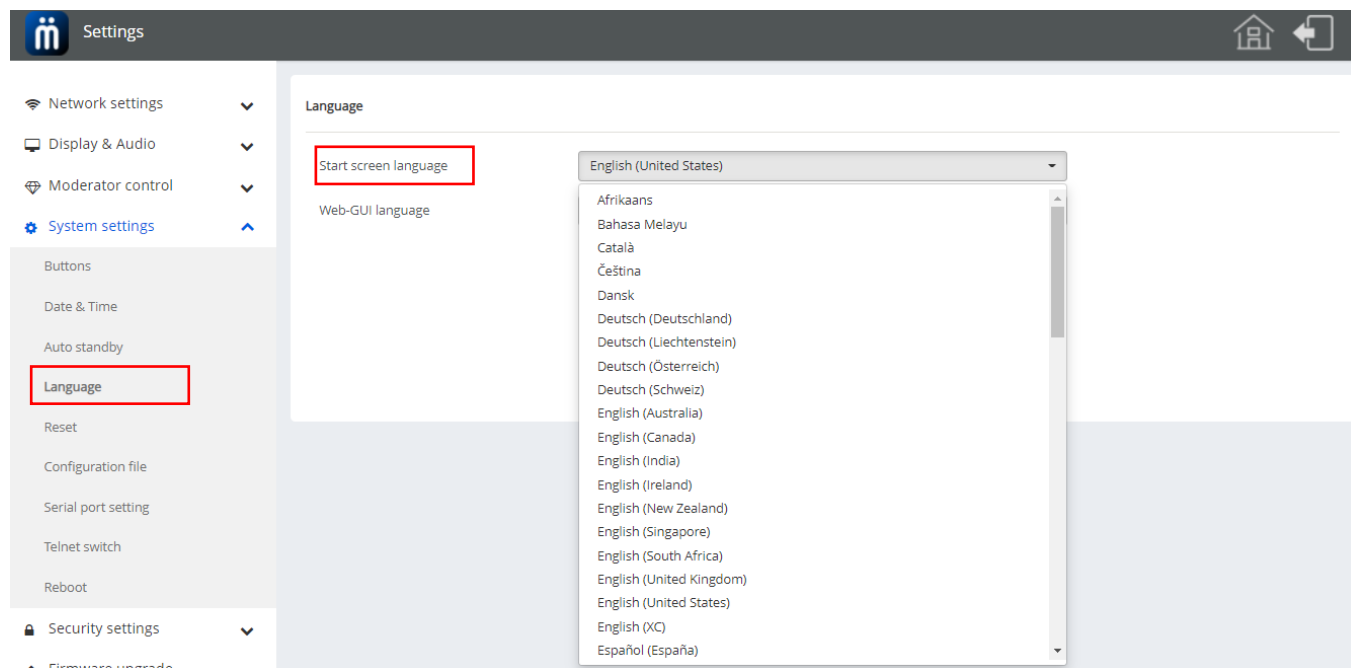 Settings
Network settings
Display & Audio
Moderator control
System settings
Buttons
Date & Time
Auto standby
Language
Reset
Configuration file
Serial port setting
Telnet switch
Reboot
Security settings
Firmware upgrade
Language
Start screen language
English (United States)
Web-GUI language
Afrikaans
Bahasa Melayu
Català
Čeština
Dansk
Deutsch (Deutschland)
Deutsch (Liechtenstein)
Deutsch (Österreich)
Deutsch (Schweiz)
English (Australia)
English (Canada)
English (India)
English (Ireland)
English (New Zealand)
English (Singapore)
English (South Africa)
English (United Kingdom)
English (United States)
English (XC)
Español (España)